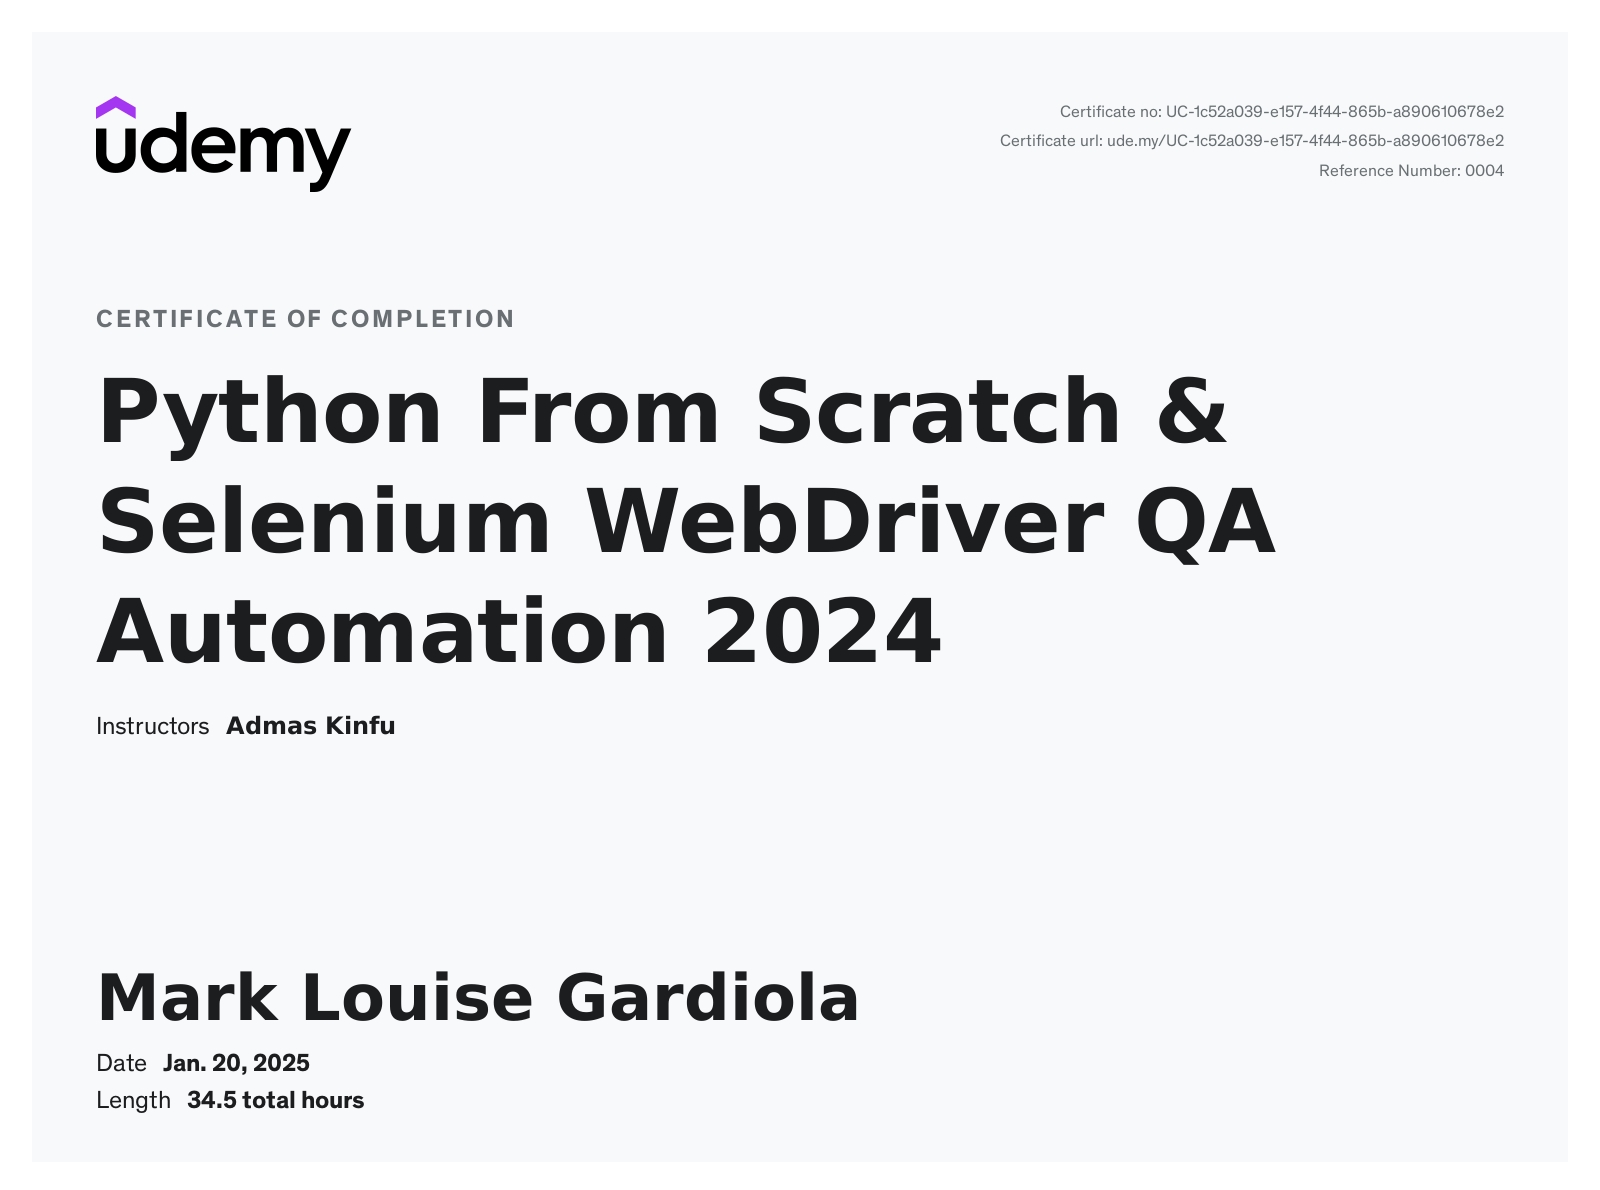 udemy
Certificate no: UC-1c52a039-e157-4f44-865b-a890610678e2
Certificate url: ude.my/UC-1c52a039-e157-4f44-865b-a890610678e2
Reference Number: 0004
CERTIFICATE OF COMPLETION
Python From Scratch &
Selenium WebDriver QA
Automation 2024
Instructors Admas Kinfu
Mark Louise Gardiola
Date Jan. 20, 2025
Length 34.5 total hours